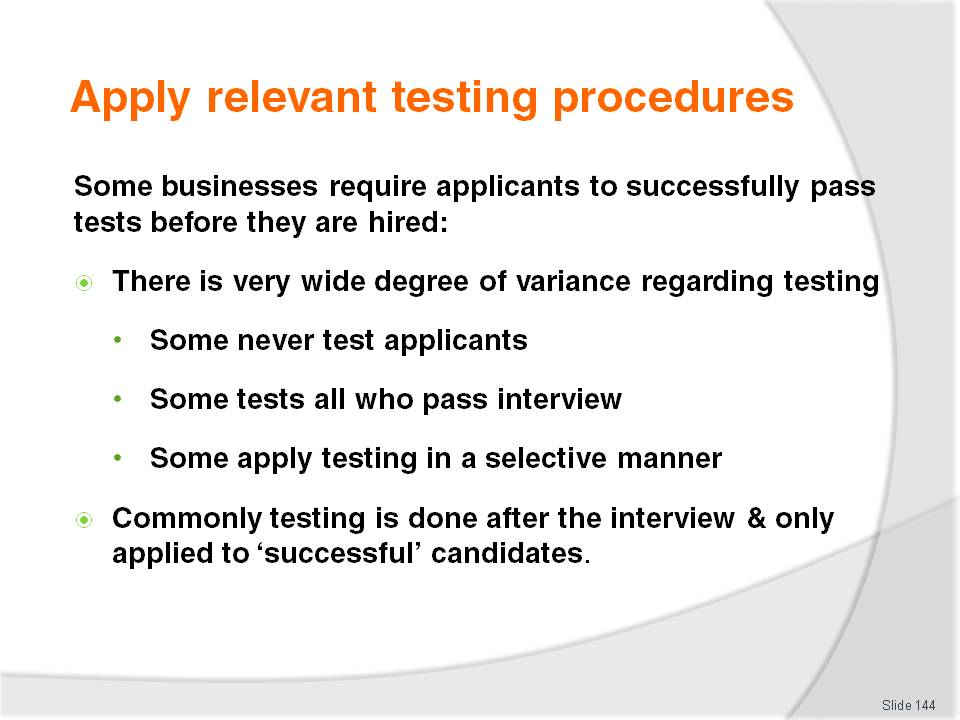 Apply relevant testing procedures
Some businesses require applicants to successfully pass
tests before they are hired:
There is very wide degree of variance regarding testing
• Some never test applicants
• Some tests all who pass interview
• Some apply testing in a selective manner
Commonly testing is done after the interview & only
applied to ‘successful’ candidates.
Slide 144